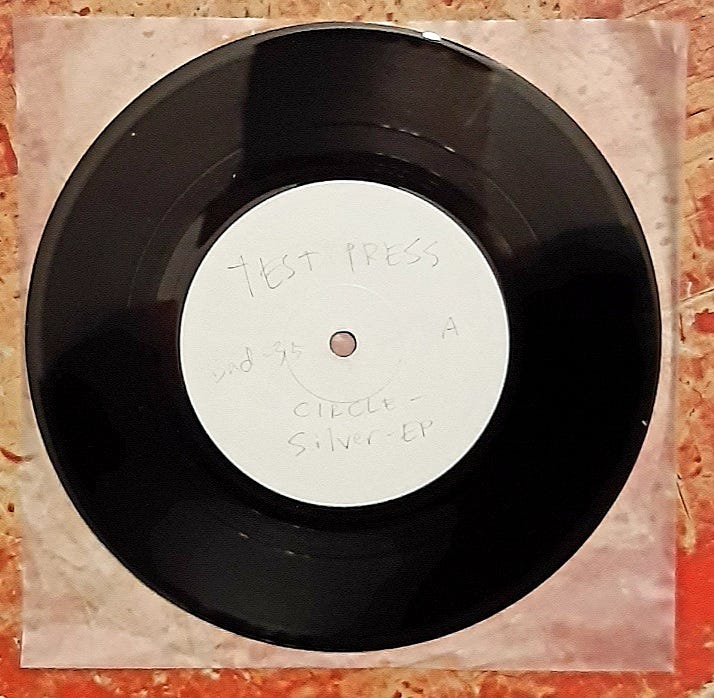 TEST PRESS
A
CIRCLE -
Silver-EP